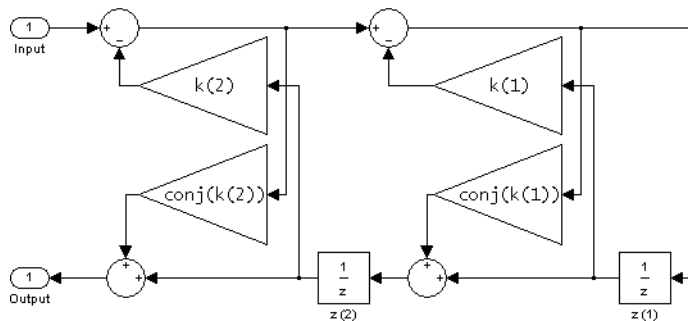 1
Input
+
−
+
−
k(2)
k(1)
conj(k(2))
conj(k(1))
+
+
+
+
1
Output
1
z
z(2)
1
z
z(1)